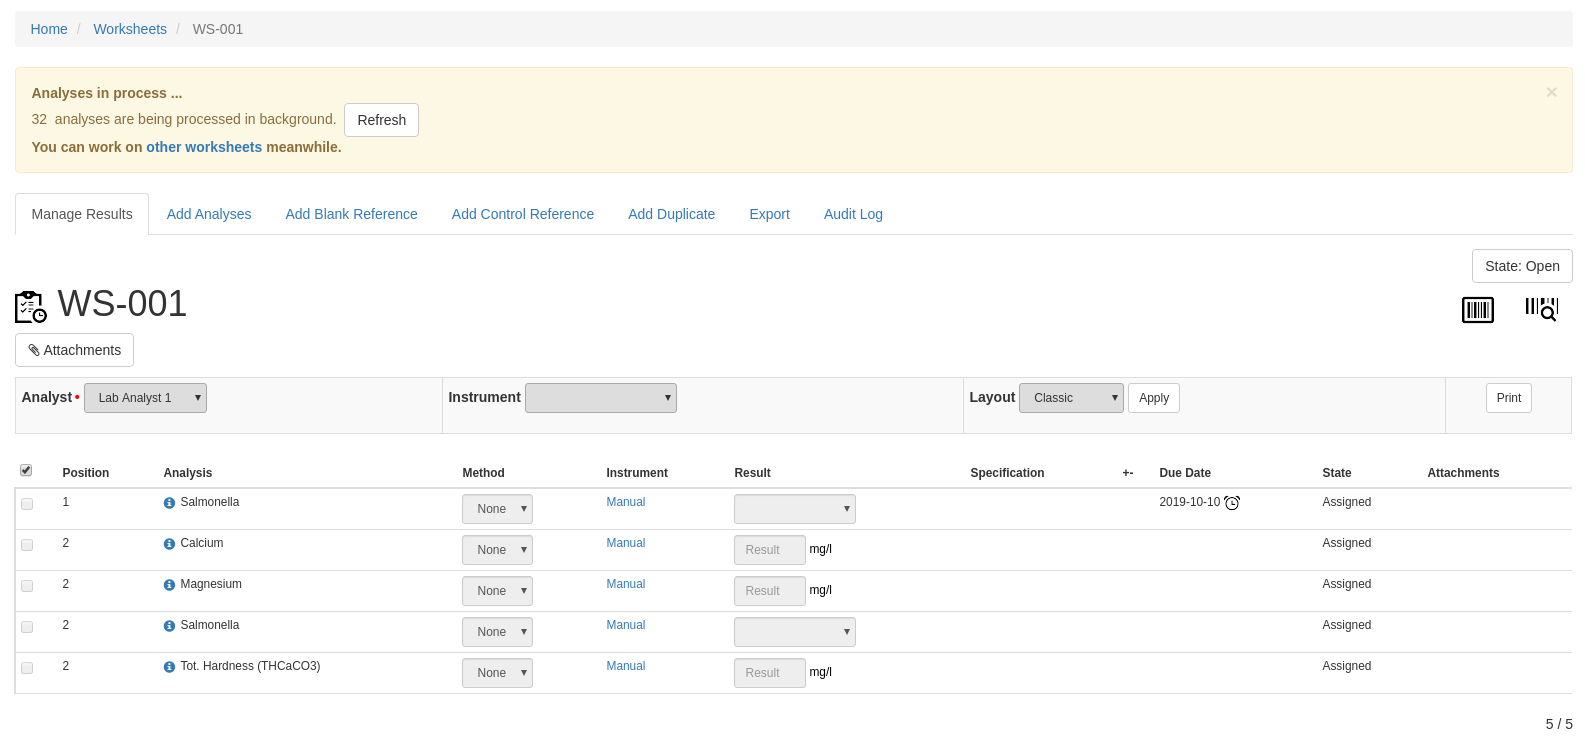 Home / Worksheets / WS-001
Analyses in process ...
×
32 analyses are being processed in background. Refresh
You can work on other worksheets meanwhile.
Manage Results Add Analyses Add Blank Reference Add Control Reference Add Duplicate Export Audit Log
State: Open
WS-001
Attachments
Analyst • Lab Analyst 1 Instrument Layout Classic Apply Print
Position Analysis Method Instrument Result Specification +- Due Date State Attachments
1 Salmonella None Manual 2019-10-10 Assigned
2 Calcium None Manual Result mg/l Assigned
2 Magnesium None Manual Result mg/l Assigned
2 Salmonella None Manual Assigned
2 Tot. Hardness (THCaCO3) None Manual Result mg/l Assigned
5 / 5